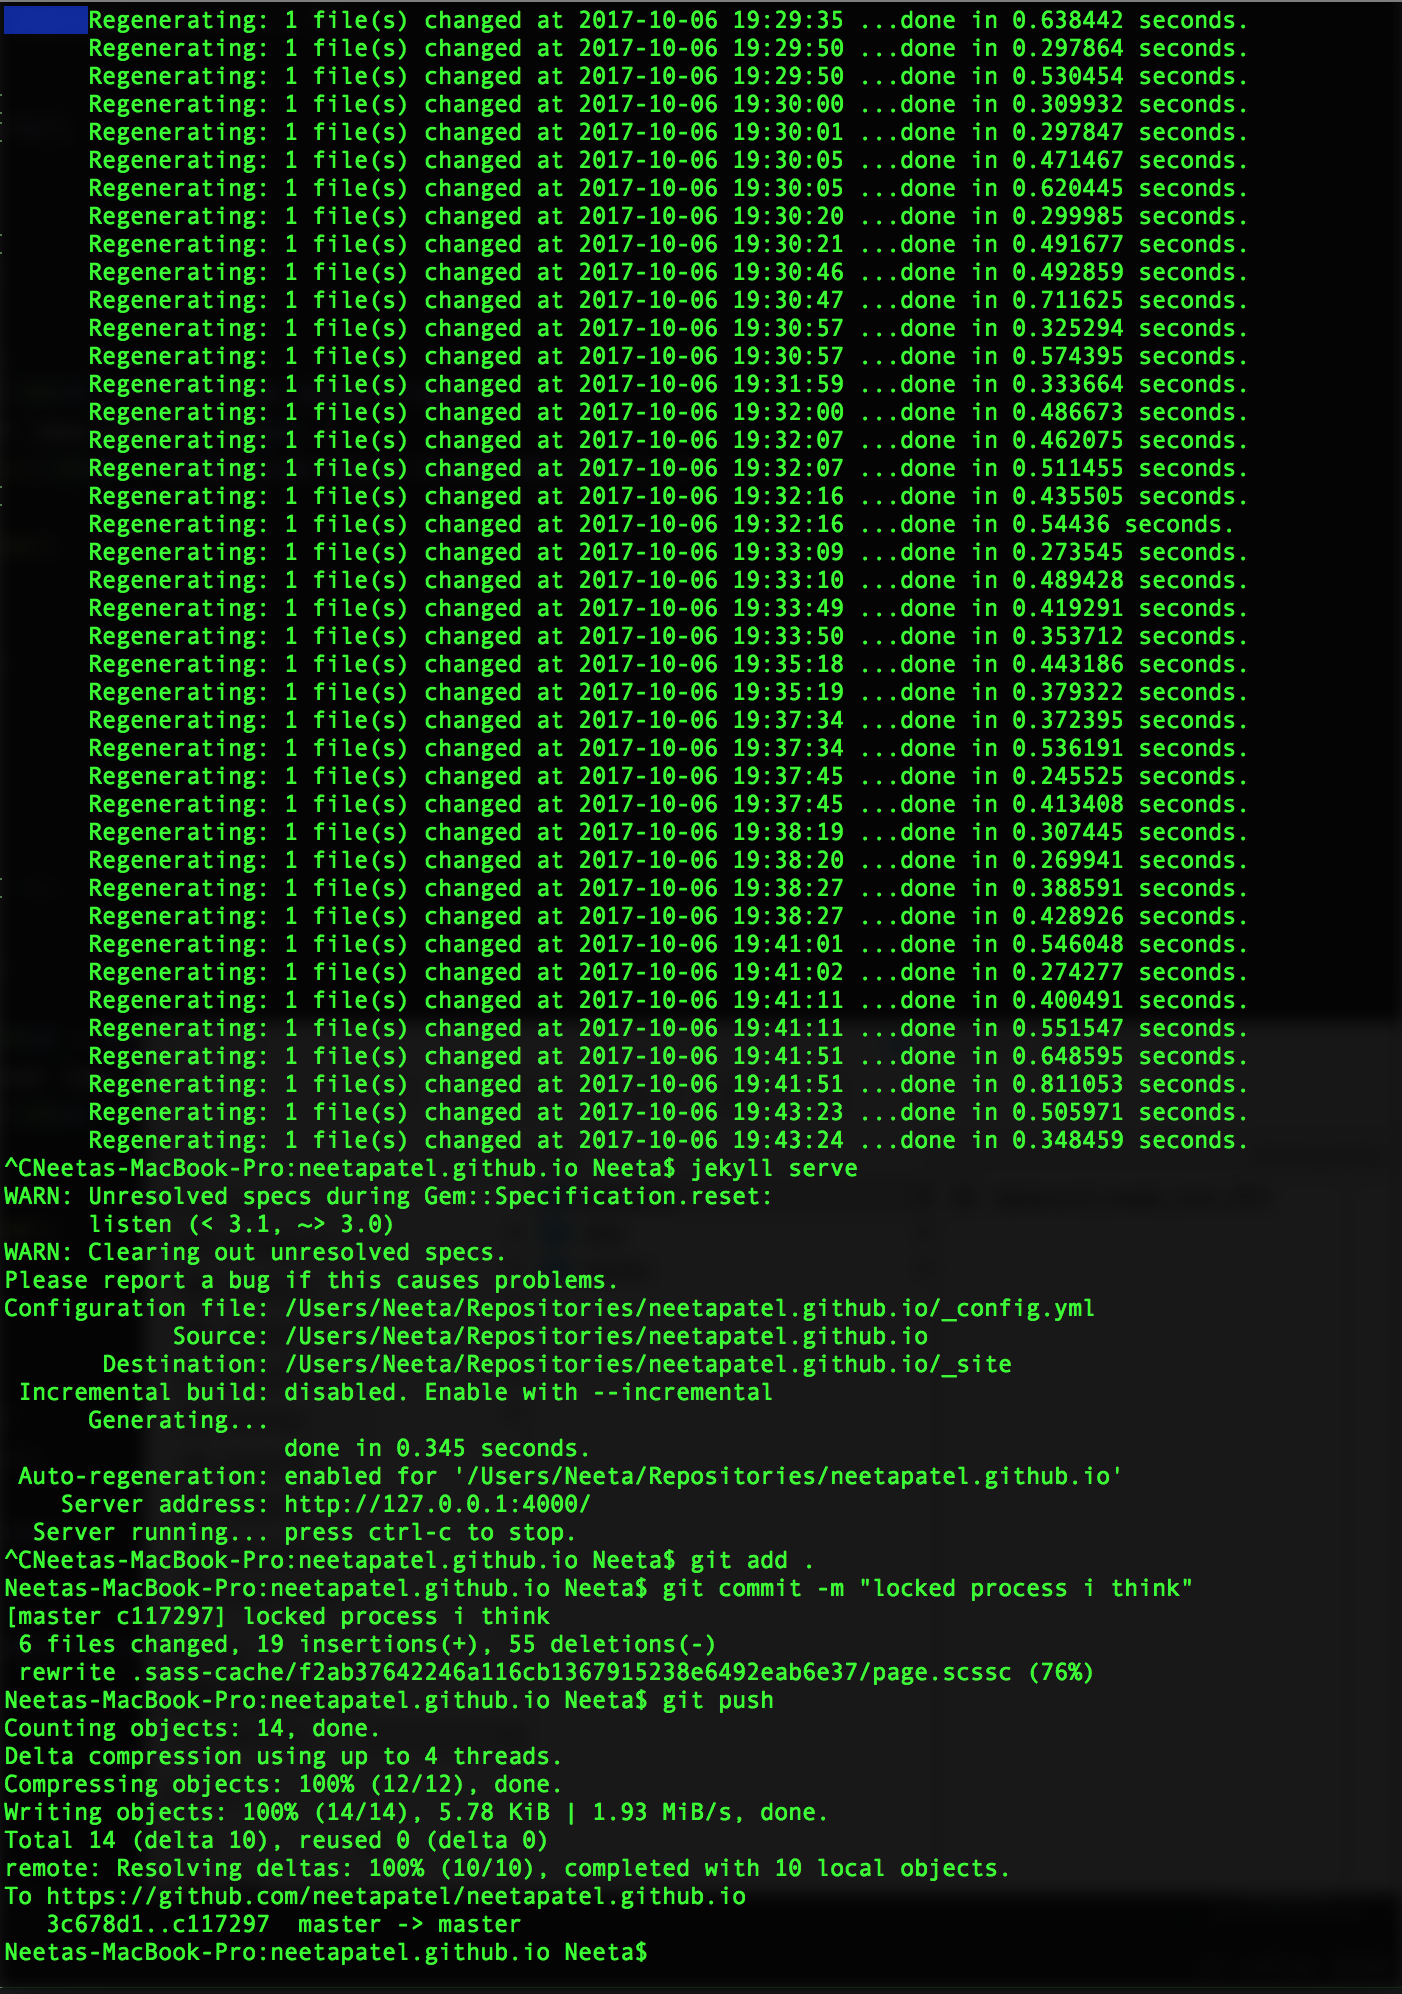 Regenerating: 1 file(s) changed at 2017-10-06 19:29:35 ...done in 0.638442 seconds.
Regenerating: 1 file(s) changed at 2017-10-06 19:29:50 ...done in 0.297864 seconds.
Regenerating: 1 file(s) changed at 2017-10-06 19:29:50 ...done in 0.530454 seconds.
Regenerating: 1 file(s) changed at 2017-10-06 19:30:00 ...done in 0.309932 seconds.
Regenerating: 1 file(s) changed at 2017-10-06 19:30:01 ...done in 0.297847 seconds.
Regenerating: 1 file(s) changed at 2017-10-06 19:30:05 ...done in 0.471467 seconds.
Regenerating: 1 file(s) changed at 2017-10-06 19:30:05 ...done in 0.620445 seconds.
Regenerating: 1 file(s) changed at 2017-10-06 19:30:20 ...done in 0.299985 seconds.
Regenerating: 1 file(s) changed at 2017-10-06 19:30:21 ...done in 0.491677 seconds.
Regenerating: 1 file(s) changed at 2017-10-06 19:30:46 ...done in 0.492859 seconds.
Regenerating: 1 file(s) changed at 2017-10-06 19:30:47 ...done in 0.711625 seconds.
Regenerating: 1 file(s) changed at 2017-10-06 19:30:57 ...done in 0.325294 seconds.
Regenerating: 1 file(s) changed at 2017-10-06 19:30:57 ...done in 0.574395 seconds.
Regenerating: 1 file(s) changed at 2017-10-06 19:31:59 ...done in 0.333664 seconds.
Regenerating: 1 file(s) changed at 2017-10-06 19:32:00 ...done in 0.486673 seconds.
Regenerating: 1 file(s) changed at 2017-10-06 19:32:07 ...done in 0.462075 seconds.
Regenerating: 1 file(s) changed at 2017-10-06 19:32:07 ...done in 0.511455 seconds.
Regenerating: 1 file(s) changed at 2017-10-06 19:32:16 ...done in 0.435505 seconds.
Regenerating: 1 file(s) changed at 2017-10-06 19:32:16 ...done in 0.54436 seconds.
Regenerating: 1 file(s) changed at 2017-10-06 19:33:09 ...done in 0.273545 seconds.
Regenerating: 1 file(s) changed at 2017-10-06 19:33:10 ...done in 0.489428 seconds.
Regenerating: 1 file(s) changed at 2017-10-06 19:33:49 ...done in 0.419291 seconds.
Regenerating: 1 file(s) changed at 2017-10-06 19:33:50 ...done in 0.353712 seconds.
Regenerating: 1 file(s) changed at 2017-10-06 19:35:18 ...done in 0.443186 seconds.
Regenerating: 1 file(s) changed at 2017-10-06 19:35:19 ...done in 0.379322 seconds.
Regenerating: 1 file(s) changed at 2017-10-06 19:37:34 ...done in 0.372395 seconds.
Regenerating: 1 file(s) changed at 2017-10-06 19:37:34 ...done in 0.536191 seconds.
Regenerating: 1 file(s) changed at 2017-10-06 19:37:45 ...done in 0.245525 seconds.
Regenerating: 1 file(s) changed at 2017-10-06 19:37:45 ...done in 0.413408 seconds.
Regenerating: 1 file(s) changed at 2017-10-06 19:38:19 ...done in 0.307445 seconds.
Regenerating: 1 file(s) changed at 2017-10-06 19:38:20 ...done in 0.269941 seconds.
Regenerating: 1 file(s) changed at 2017-10-06 19:38:27 ...done in 0.388591 seconds.
Regenerating: 1 file(s) changed at 2017-10-06 19:38:27 ...done in 0.428926 seconds.
Regenerating: 1 file(s) changed at 2017-10-06 19:41:01 ...done in 0.546048 seconds.
Regenerating: 1 file(s) changed at 2017-10-06 19:41:02 ...done in 0.274277 seconds.
Regenerating: 1 file(s) changed at 2017-10-06 19:41:11 ...done in 0.400491 seconds.
Regenerating: 1 file(s) changed at 2017-10-06 19:41:11 ...done in 0.551547 seconds.
Regenerating: 1 file(s) changed at 2017-10-06 19:41:51 ...done in 0.648595 seconds.
Regenerating: 1 file(s) changed at 2017-10-06 19:41:51 ...done in 0.811053 seconds.
Regenerating: 1 file(s) changed at 2017-10-06 19:43:23 ...done in 0.505971 seconds.
Regenerating: 1 file(s) changed at 2017-10-06 19:43:24 ...done in 0.348459 seconds.
^CNeetas-MacBook-Pro:neetapatel.github.io Neeta$ jekyll serve
WARN: Unresolved specs during Gem::Specification.reset:
listen (< 3.1, ~> 3.0)
WARN: Clearing out unresolved specs.
Please report a bug if this causes problems.
Configuration file: /Users/Neeta/Repositories/neetapatel.github.io/_config.yml
Source: /Users/Neeta/Repositories/neetapatel.github.io
Destination: /Users/Neeta/Repositories/neetapatel.github.io/_site
Incremental build: disabled. Enable with --incremental
Generating...
done in 0.345 seconds.
Auto-regeneration: enabled for '/Users/Neeta/Repositories/neetapatel.github.io'
Server address: http://127.0.0.1:4000/
Server running... press ctrl-c to stop.
^CNeetas-MacBook-Pro:neetapatel.github.io Neeta$ git add .
Neetas-MacBook-Pro:neetapatel.github.io Neeta$ git commit -m "locked process i think"
[master c117297] locked process i think
6 files changed, 19 insertions(+), 55 deletions(-)
rewrite .sass-cache/f2ab37642246a116cb1367915238e6492eab6e37/page.scssc (76%)
Neetas-MacBook-Pro:neetapatel.github.io Neeta$ git push
Counting objects: 14, done.
Delta compression using up to 4 threads.
Compressing objects: 100% (12/12), done.
Writing objects: 100% (14/14), 5.78 KiB | 1.93 MiB/s, done.
Total 14 (delta 10), reused 0 (delta 0)
remote: Resolving deltas: 100% (10/10), completed with 10 local objects.
To https://github.com/neetapatel/neetapatel.github.io
3c678d1..c117297  master -> master
Neetas-MacBook-Pro:neetapatel.github.io Neeta$